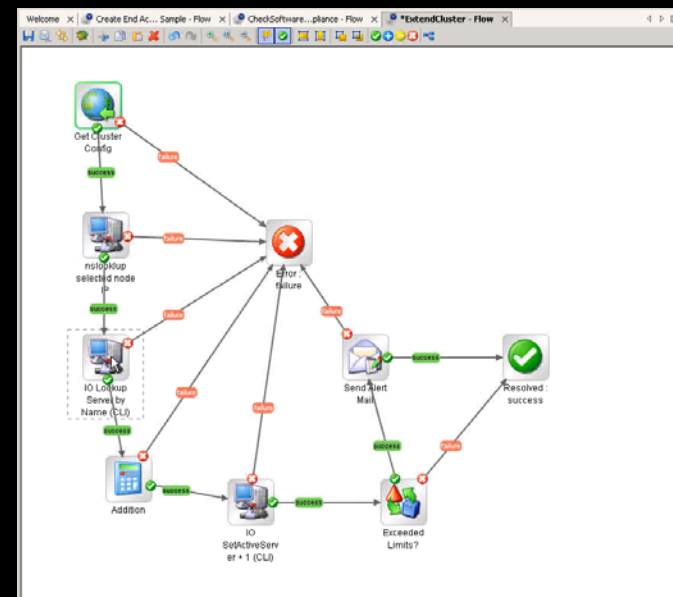 Welcome
Create End Ac... Sample - Flow
CheckSoftware...pliance - Flow
*ExtendCluster - Flow
Get Cluster
Config
failure
success
nslooklup
selected node
IP
failure
Error :
failure
success
failure
failure
IO Lookup
Server by
Name (CLI)
Send Alert
Mail
success
Resolved :
success
failure
failure
success
success
failure
Addition
success
success
IO
SetActiveServ
er + 1 (CLI)
Exceeded
Limits?